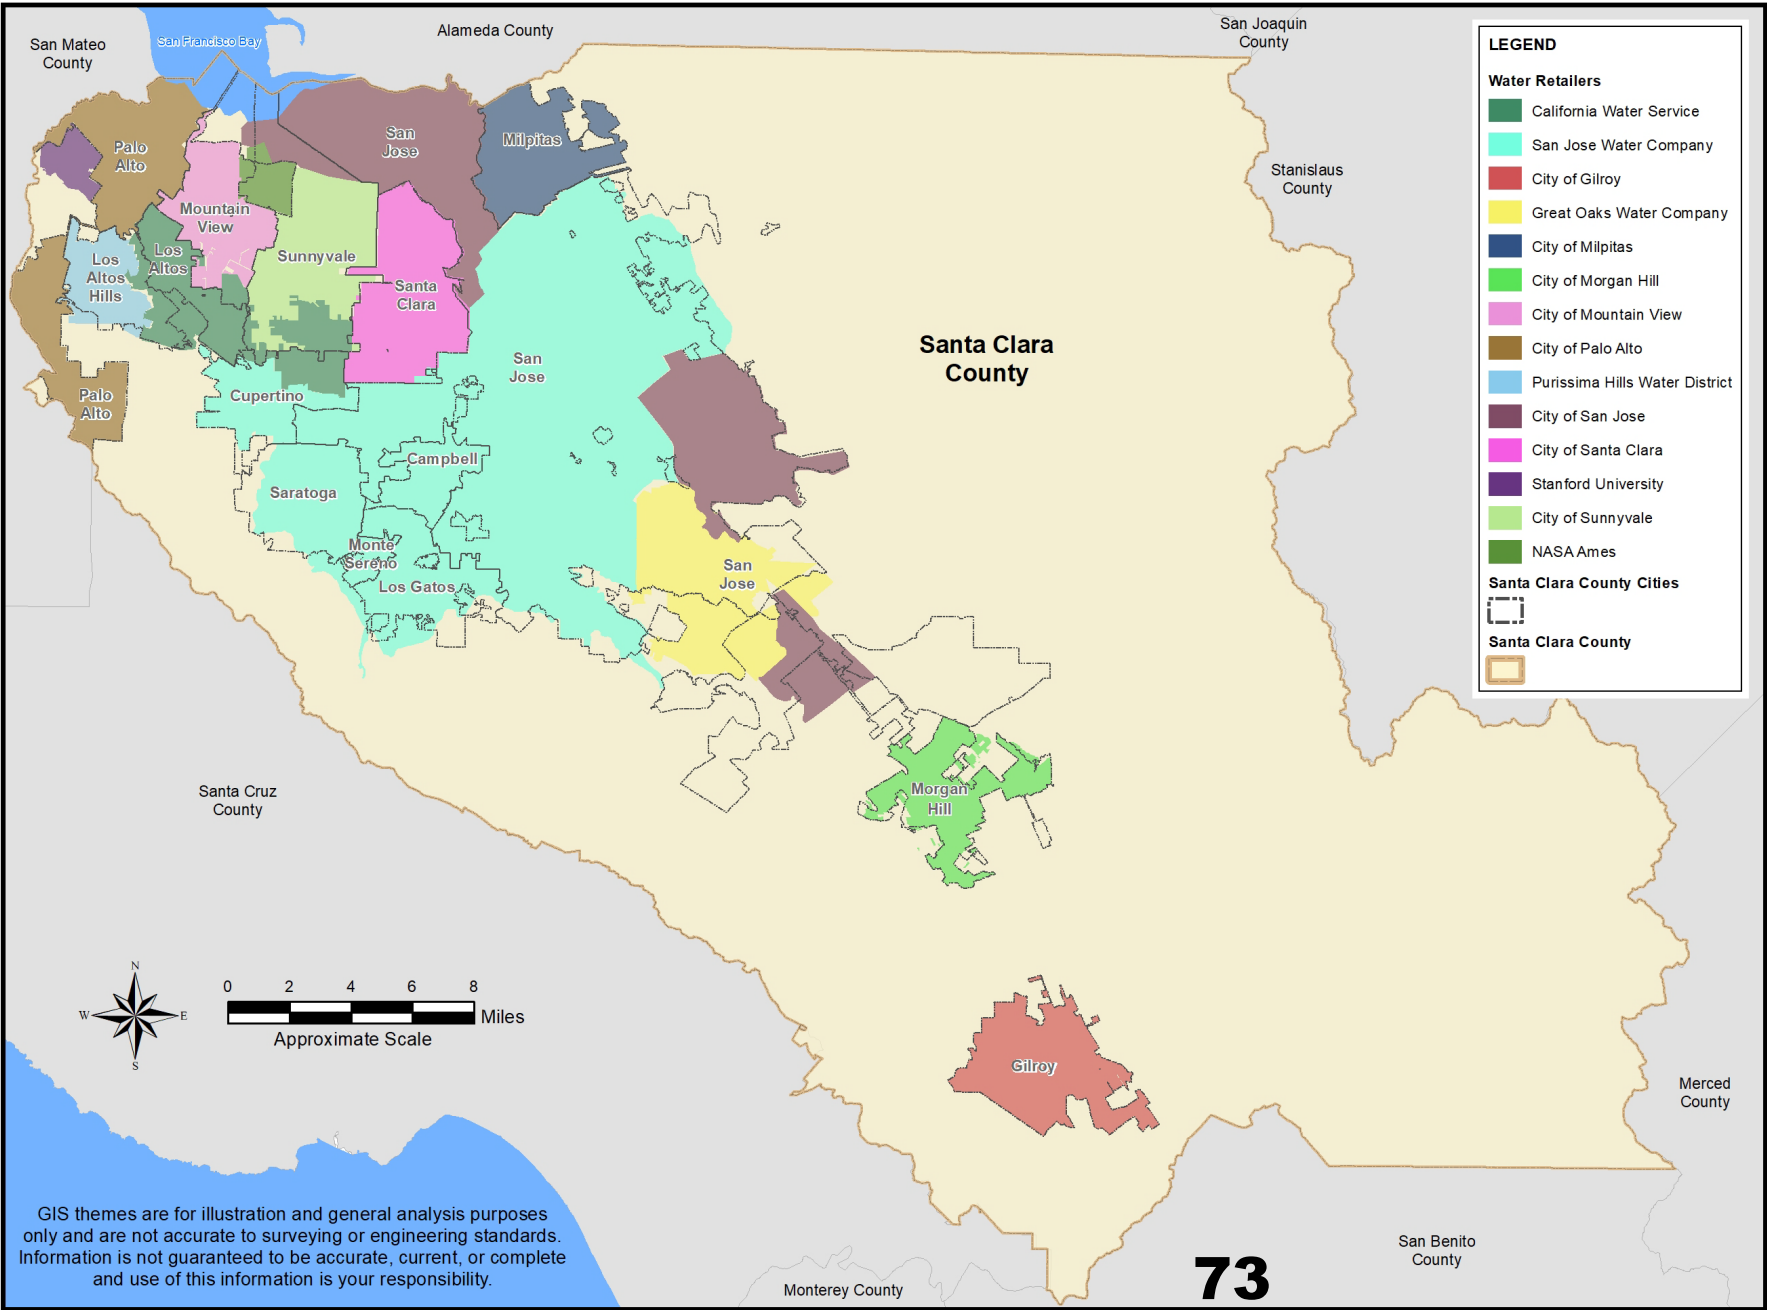 San Mateo
County
San Francisco Bay
Alameda County
San Joaquin
County
Stanislaus
County
Palo
Alto
San
Jose
Milpitas
Mountain
View
Los
Altos
Los
Altos
Hills
Sunnyvale
Santa
Clara
San
Jose
Santa Clara
County
Palo
Alto
Cupertino
Campbell
Saratoga
Monte
Sereno
Los Gatos
San
Jose
Morgan
Hill
Santa Cruz
County
Gilroy
Merced
County
San Benito
County
Monterey County
LEGEND
Water Retailers
California Water Service
San Jose Water Company
City of Gilroy
Great Oaks Water Company
City of Milpitas
City of Morgan Hill
City of Mountain View
City of Palo Alto
Purissima Hills Water District
City of San Jose
City of Santa Clara
Stanford University
City of Sunnyvale
NASA Ames
Santa Clara County Cities
Santa Clara County
N
W E
S
0 2 4 6 8
Miles
Approximate Scale
GIS themes are for illustration and general analysis purposes
only and are not accurate to surveying or engineering standards.
Information is not guaranteed to be accurate, current, or complete
and use of this information is your responsibility.
73